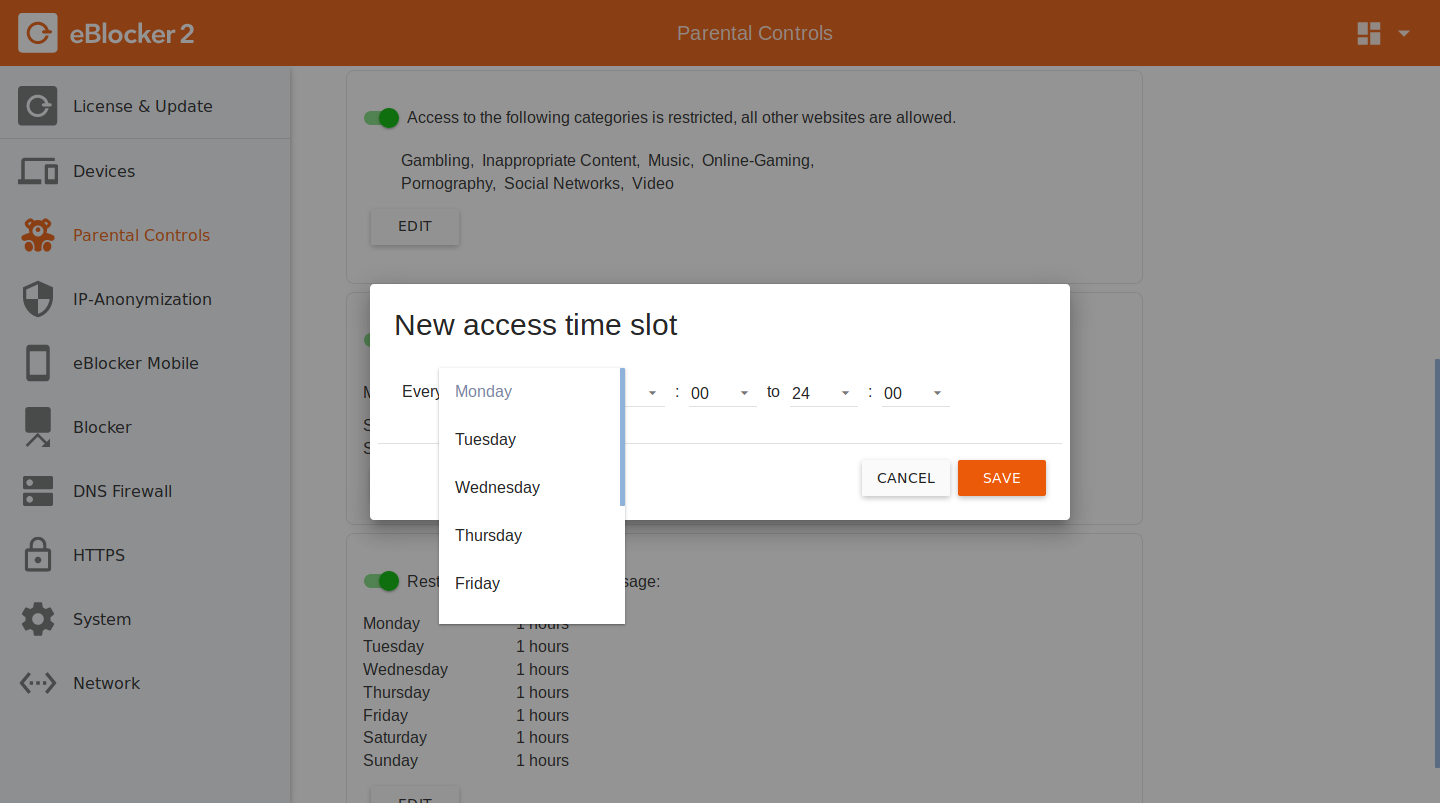 eBlocker 2
Parental Controls
License & Update
Devices
Parental Controls
IP-Anonymization
eBlocker Mobile
Blocker
DNS Firewall
HTTPS
System
Network
Access to the following categories is restricted, all other websites are allowed.
Gambling, Inappropriate Content, Music, Online-Gaming,
Pornography, Social Networks, Video
EDIT
New access time slot
Every : 00 to 24 : 00
Monday
Tuesday
Wednesday
Thursday
Friday
CANCEL SAVE
Monday 1 hours
Tuesday 1 hours
Wednesday 1 hours
Thursday 1 hours
Friday 1 hours
Saturday 1 hours
Sunday 1 hours
EDIT